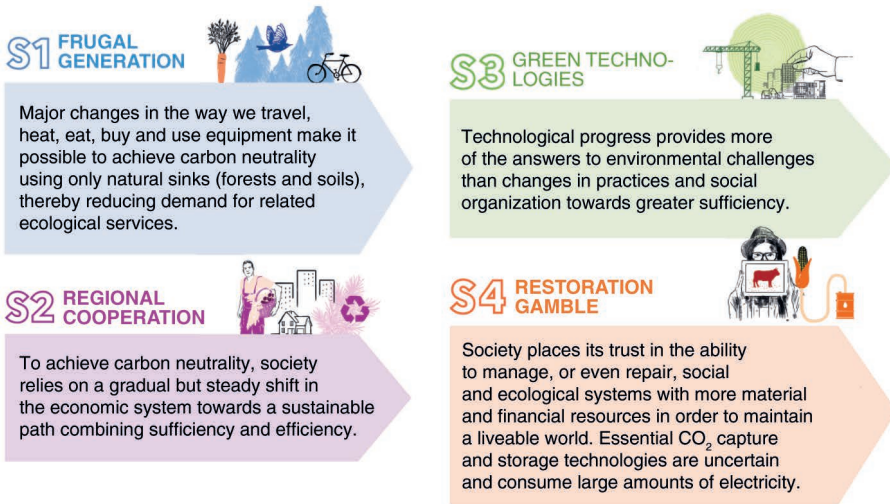 S1 FRUGAL
GENERATION
Major changes in the way we travel,
heat, eat, buy and use equipment make it
possible to achieve carbon neutrality
using only natural sinks (forests and soils),
thereby reducing demand for related
ecological services.
S2 REGIONAL
COOPERATION
To achieve carbon neutrality, society
relies on a gradual but steady shift in
the economic system towards a sustainable
path combining sufficiency and efficiency.
S3 GREEN TECHNO-
LOGIES
Technological progress provides more
of the answers to environmental challenges
than changes in practices and social
organization towards greater sufficiency.
S4 RESTORATION
GAMBLE
Society places its trust in the ability
to manage, or even repair, social
and ecological systems with more material
and financial resources in order to maintain
a liveable world. Essential CO₂ capture
and storage technologies are uncertain
and consume large amounts of electricity.